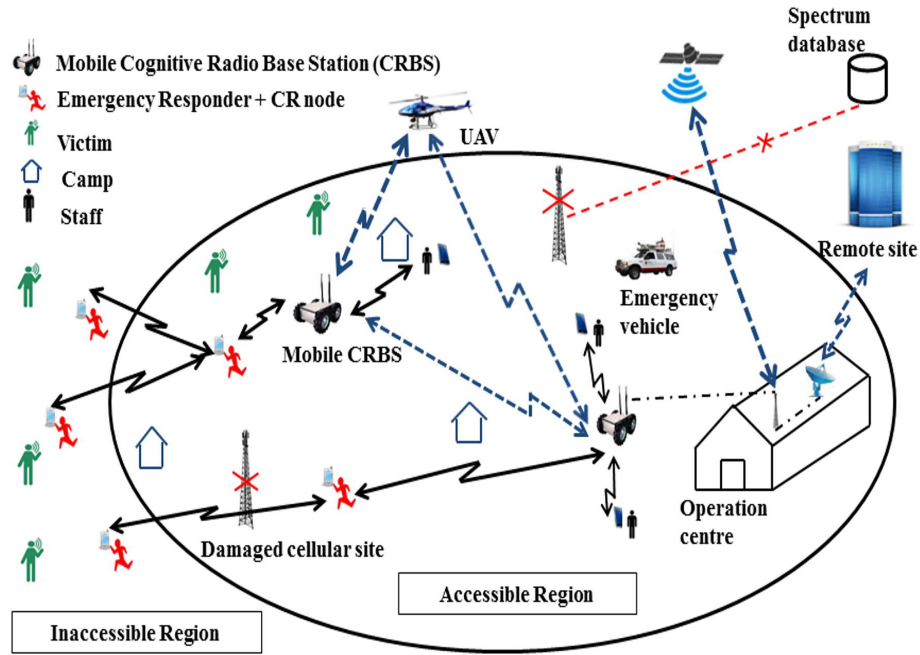 Spectrum
database
Mobile Cognitive Radio Base Station (CRBS)
Emergency Responder + CR node
UAV
Victim
Camp
Staff
Remote site
Emergency
vehicle
Mobile CRBS
Operation
centre
Damaged cellular site
Accessible Region
Inaccessible Region